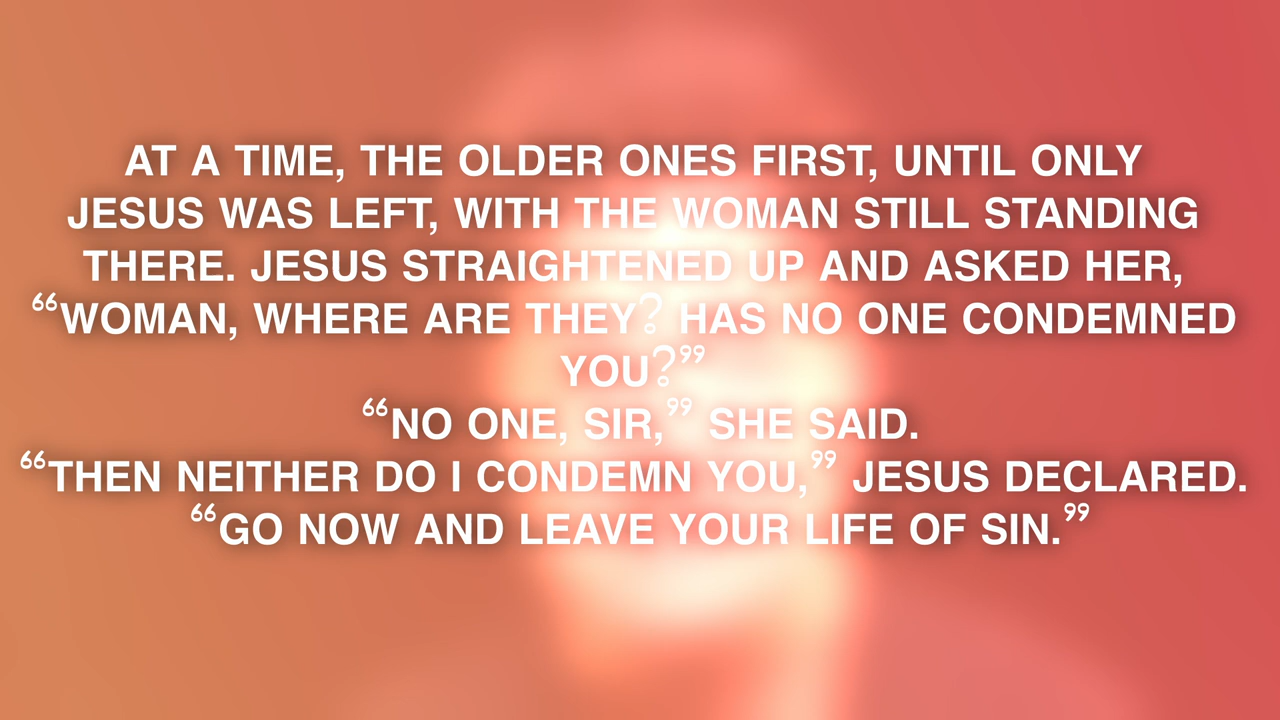 AT A TIME, THE OLDER ONES FIRST, UNTIL ONLY
JESUS WAS LEFT, WITH THE WOMAN STILL STANDING
THERE. JESUS STRAIGHTENED UP AND ASKED HER,
“WOMAN, WHERE ARE THEY? HAS NO ONE CONDEMNED
YOU?”
“NO ONE, SIR,” SHE SAID.
“THEN NEITHER DO I CONDEMN YOU,” JESUS DECLARED.
“GO NOW AND LEAVE YOUR LIFE OF SIN.”